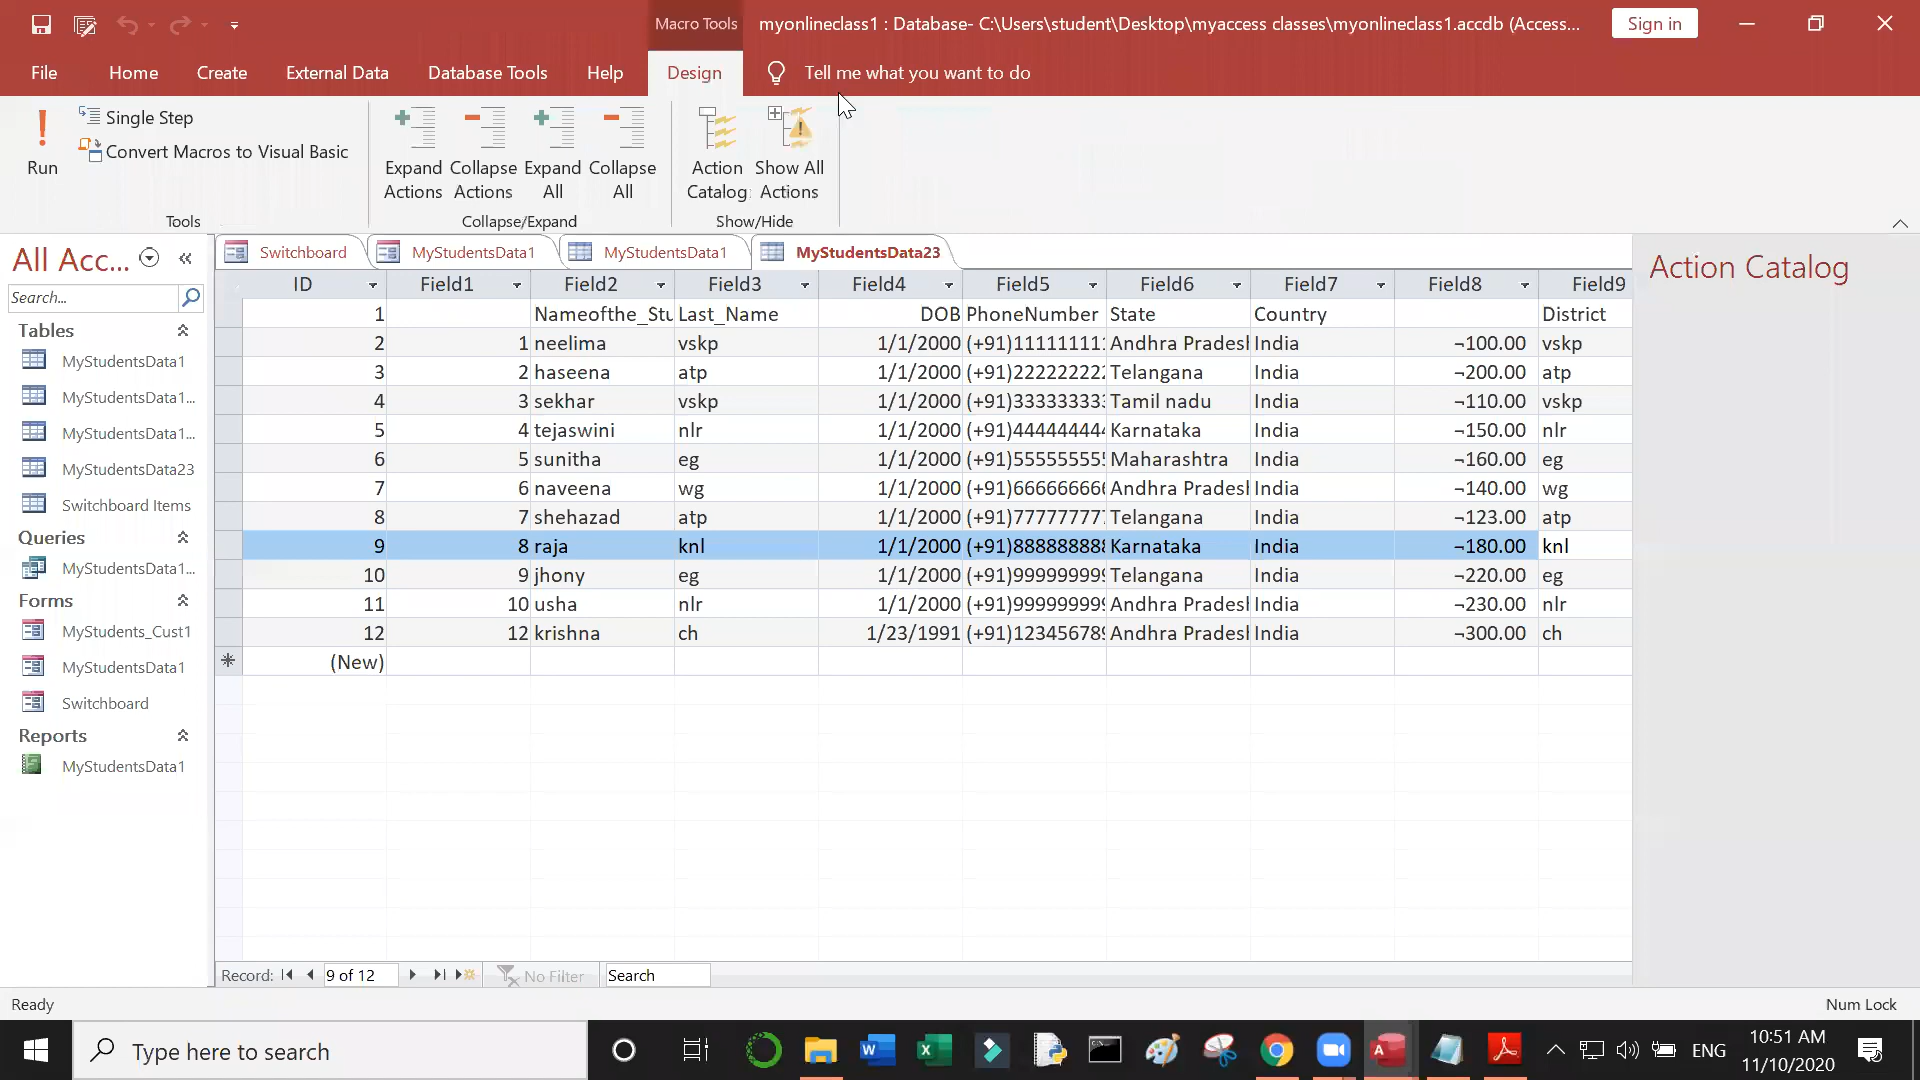 Macro Tools myonlineclass1 : Database- C:\Users\student\Desktop\myaccess classes\myonlineclass1.accdb (Access... Sign in
File Home Create External Data Database Tools Help Design Tell me what you want to do
Run
Single Step
Convert Macros to Visual Basic
Tools
Expand Actions
Collapse Actions
Expand All
Collapse All
Collapse/Expand
Action Catalog
Show All Actions
Show/Hide
All Acc...
Search...
Tables
MyStudentsData1
MyStudentsData1...
MyStudentsData1...
MyStudentsData23
Switchboard Items
Queries
MyStudentsData1...
Forms
MyStudents_Cust1
MyStudentsData1
Switchboard
Reports
MyStudentsData1
Switchboard MyStudentsData1 MyStudentsData1 MyStudentsData23
ID Field1 Field2 Field3 Field4 Field5 Field6 Field7 Field8 Field9
1 Nameofthe_Stu Last_Name DOB PhoneNumber State Country District
2 1 neelima vskp 1/1/2000 (+91)111111111 Andhra Pradesh India ¬100.00 vskp
3 2 haseena atp 1/1/2000 (+91)222222222 Telangana India ¬200.00 atp
4 3 sekhar vskp 1/1/2000 (+91)333333333 Tamil nadu India ¬110.00 vskp
5 4 tejaswini nlr 1/1/2000 (+91)444444444 Karnataka India ¬150.00 nlr
6 5 sunitha eg 1/1/2000 (+91)555555555 Maharashtra India ¬160.00 eg
7 6 naveena wg 1/1/2000 (+91)666666666 Andhra Pradesh India ¬140.00 wg
8 7 shehazad atp 1/1/2000 (+91)777777777 Telangana India ¬123.00 atp
9 8 raja knl 1/1/2000 (+91)888888888 Karnataka India ¬180.00 knl
10 9 jhony eg 1/1/2000 (+91)999999999 Telangana India ¬220.00 eg
11 10 usha nlr 1/1/2000 (+91)999999999 Andhra Pradesh India ¬230.00 nlr
12 12 krishna ch 1/23/1991 (+91)123456789 Andhra Pradesh India ¬300.00 ch
(New)
Record: 9 of 12 No Filter Search
Action Catalog
Ready Num Lock
Type here to search
ENG
10:51 AM
11/10/2020